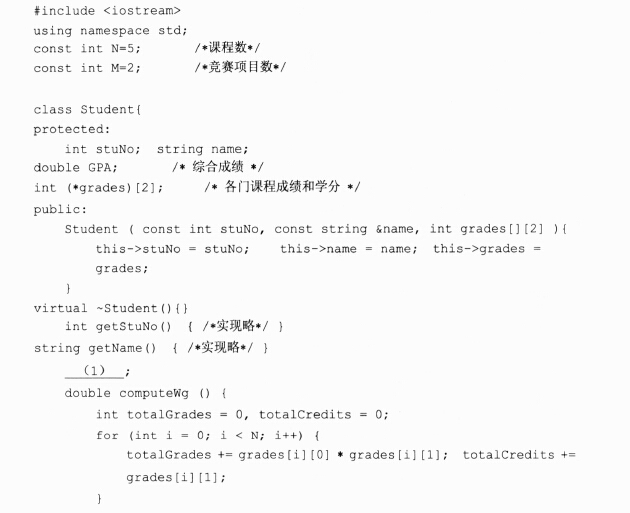 #include <iostream>
using namespace std;
const int N=5; /*课程数*/
const int M=2; /*竞赛项目数*/
class Student{
protected:
int stuNo; string name;
double GPA; /* 综合成绩 */
int (*grades)[2]; /* 各门课程成绩和学分 */
public:
Student ( const int stuNo, const string &name, int grades[][2] ){
this->stuNo = stuNo; this->name = name; this->grades =
grades;
}
virtual ~Student(){}
int getStuNo() { /*实现略*/ }
string getName() { /*实现略*/ }
（1） ;
double computeWg () {
int totalGrades = 0, totalCredits = 0;
for (int i = 0; i < N; i++) {
totalGrades += grades[i][0] * grades[i][1]; totalCredits +=
grades[i][1];
}